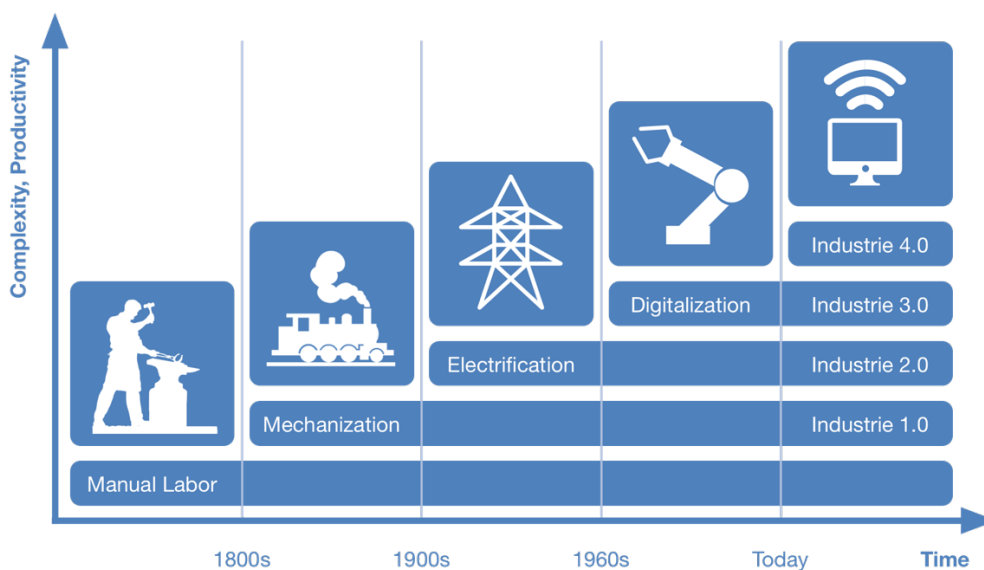 Complexity, Productivity
Industrie 4.0
Digitalization Industrie 3.0
Electrification Industrie 2.0
Mechanization Industrie 1.0
Manual Labor
1800s 1900s 1960s Today Time